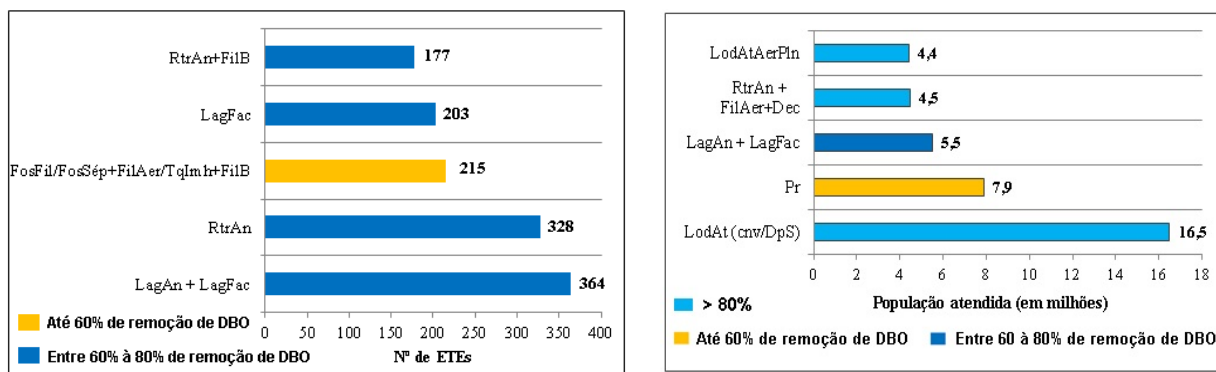 RtrAn+FilB
177
LagFac
203
FosFil/FosSép+FilAer/TqImh+FilB
215
RtrAn
328
LagAn + LagFac
364
Até 60% de remoção de DBO
0 50 100 150 200 250 300 350 400
Entre 60% à 80% de remoção de DBO
Nº de ETEs
LodAtAerPln
4,4
RtrAn +
FilAer+Dec
4,5
LagAn + LagFac
5,5
Pr
7,9
LodAt (cnv/DpS)
16,5
0 2 4 6 8 10 12 14 16 18
> 80%
População atendida (em milhões)
Até 60% de remoção de DBO
Entre 60 à 80% de remoção de DBO